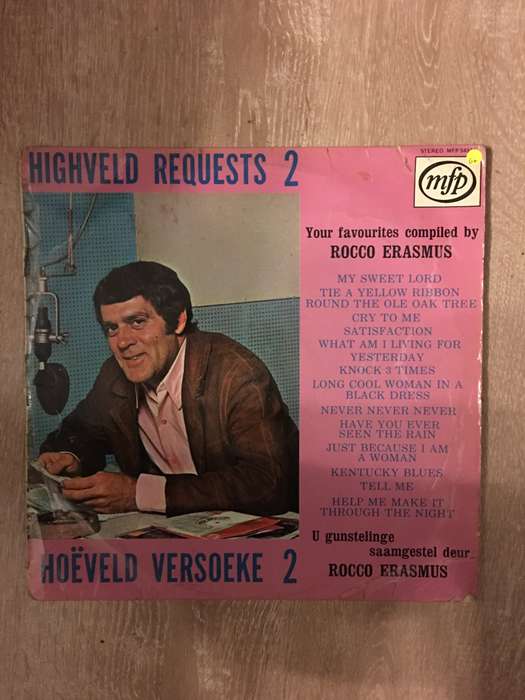 STEREO MFP
HIGHVELD REQUESTS 2
mfp
Your favourites compiled by
ROCCO ERASMUS
MY SWEET LORD
TIE A YELLOW RIBBON
ROUND THE OLE OAK TREE
CRY TO ME
SATISFACTION
WHAT AM I LIVING FOR
YESTERDAY
KNOCK 3 TIMES
LONG COOL WOMAN IN A
BLACK DRESS
NEVER NEVER NEVER
HAVE YOU EVER
SEEN THE RAIN
JUST BECAUSE I AM
A WOMAN
KENTUCKY BLUES
TELL ME
HELP ME MAKE IT
THROUGH THE NIGHT
U gunstelinge
saamgestel deur
ROCCO ERASMUS
HOËVELD VERSOEKE 2